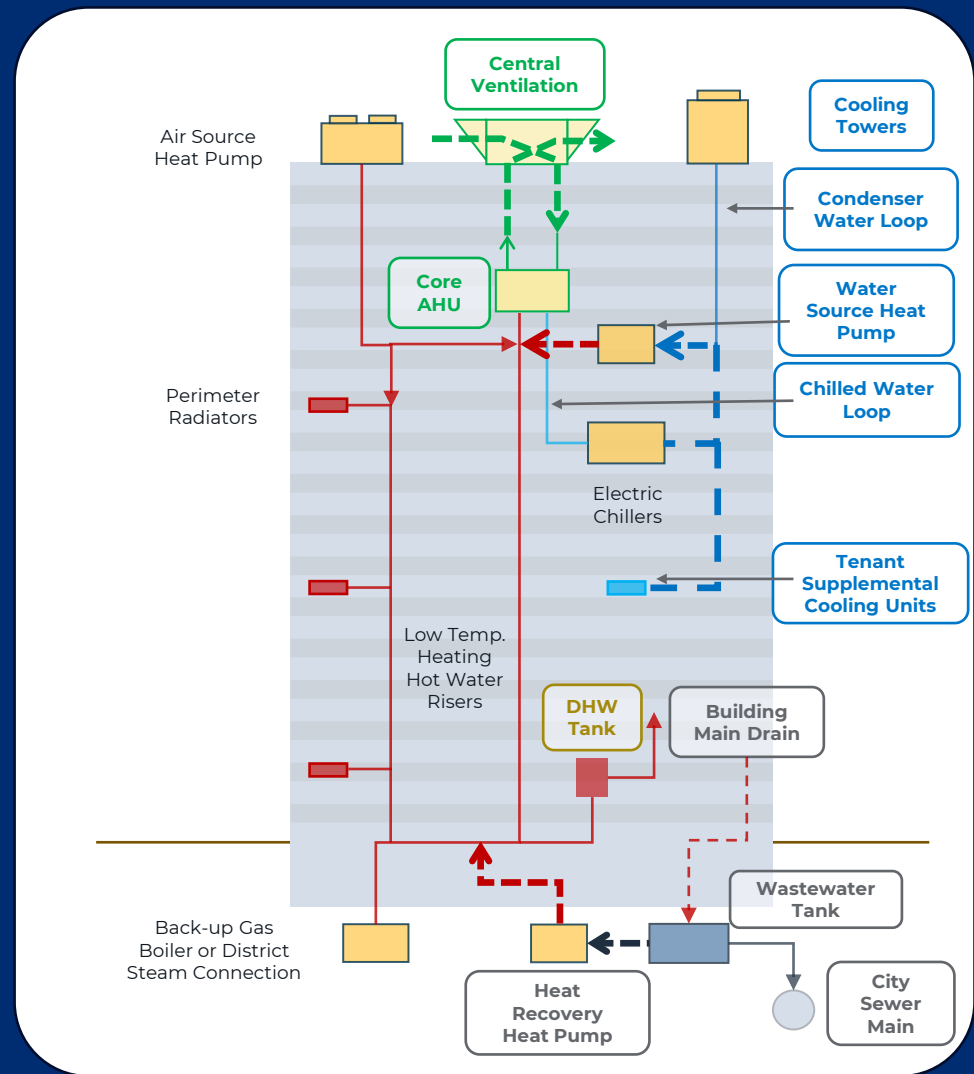 Central
Ventilation
Cooling
Towers
Air Source
Heat Pump
Condenser
Water Loop
Core
AHU
Water
Source Heat
Pump
Chilled Water
Loop
Perimeter
Radiators
Electric
Chillers
Tenant
Supplemental
Cooling Units
Low Temp.
Heating
Hot Water
Risers
DHW
Tank
Building
Main Drain
Wastewater
Tank
Back-up Gas
Boiler or District
Steam Connection
Heat
Recovery
Heat Pump
City
Sewer
Main